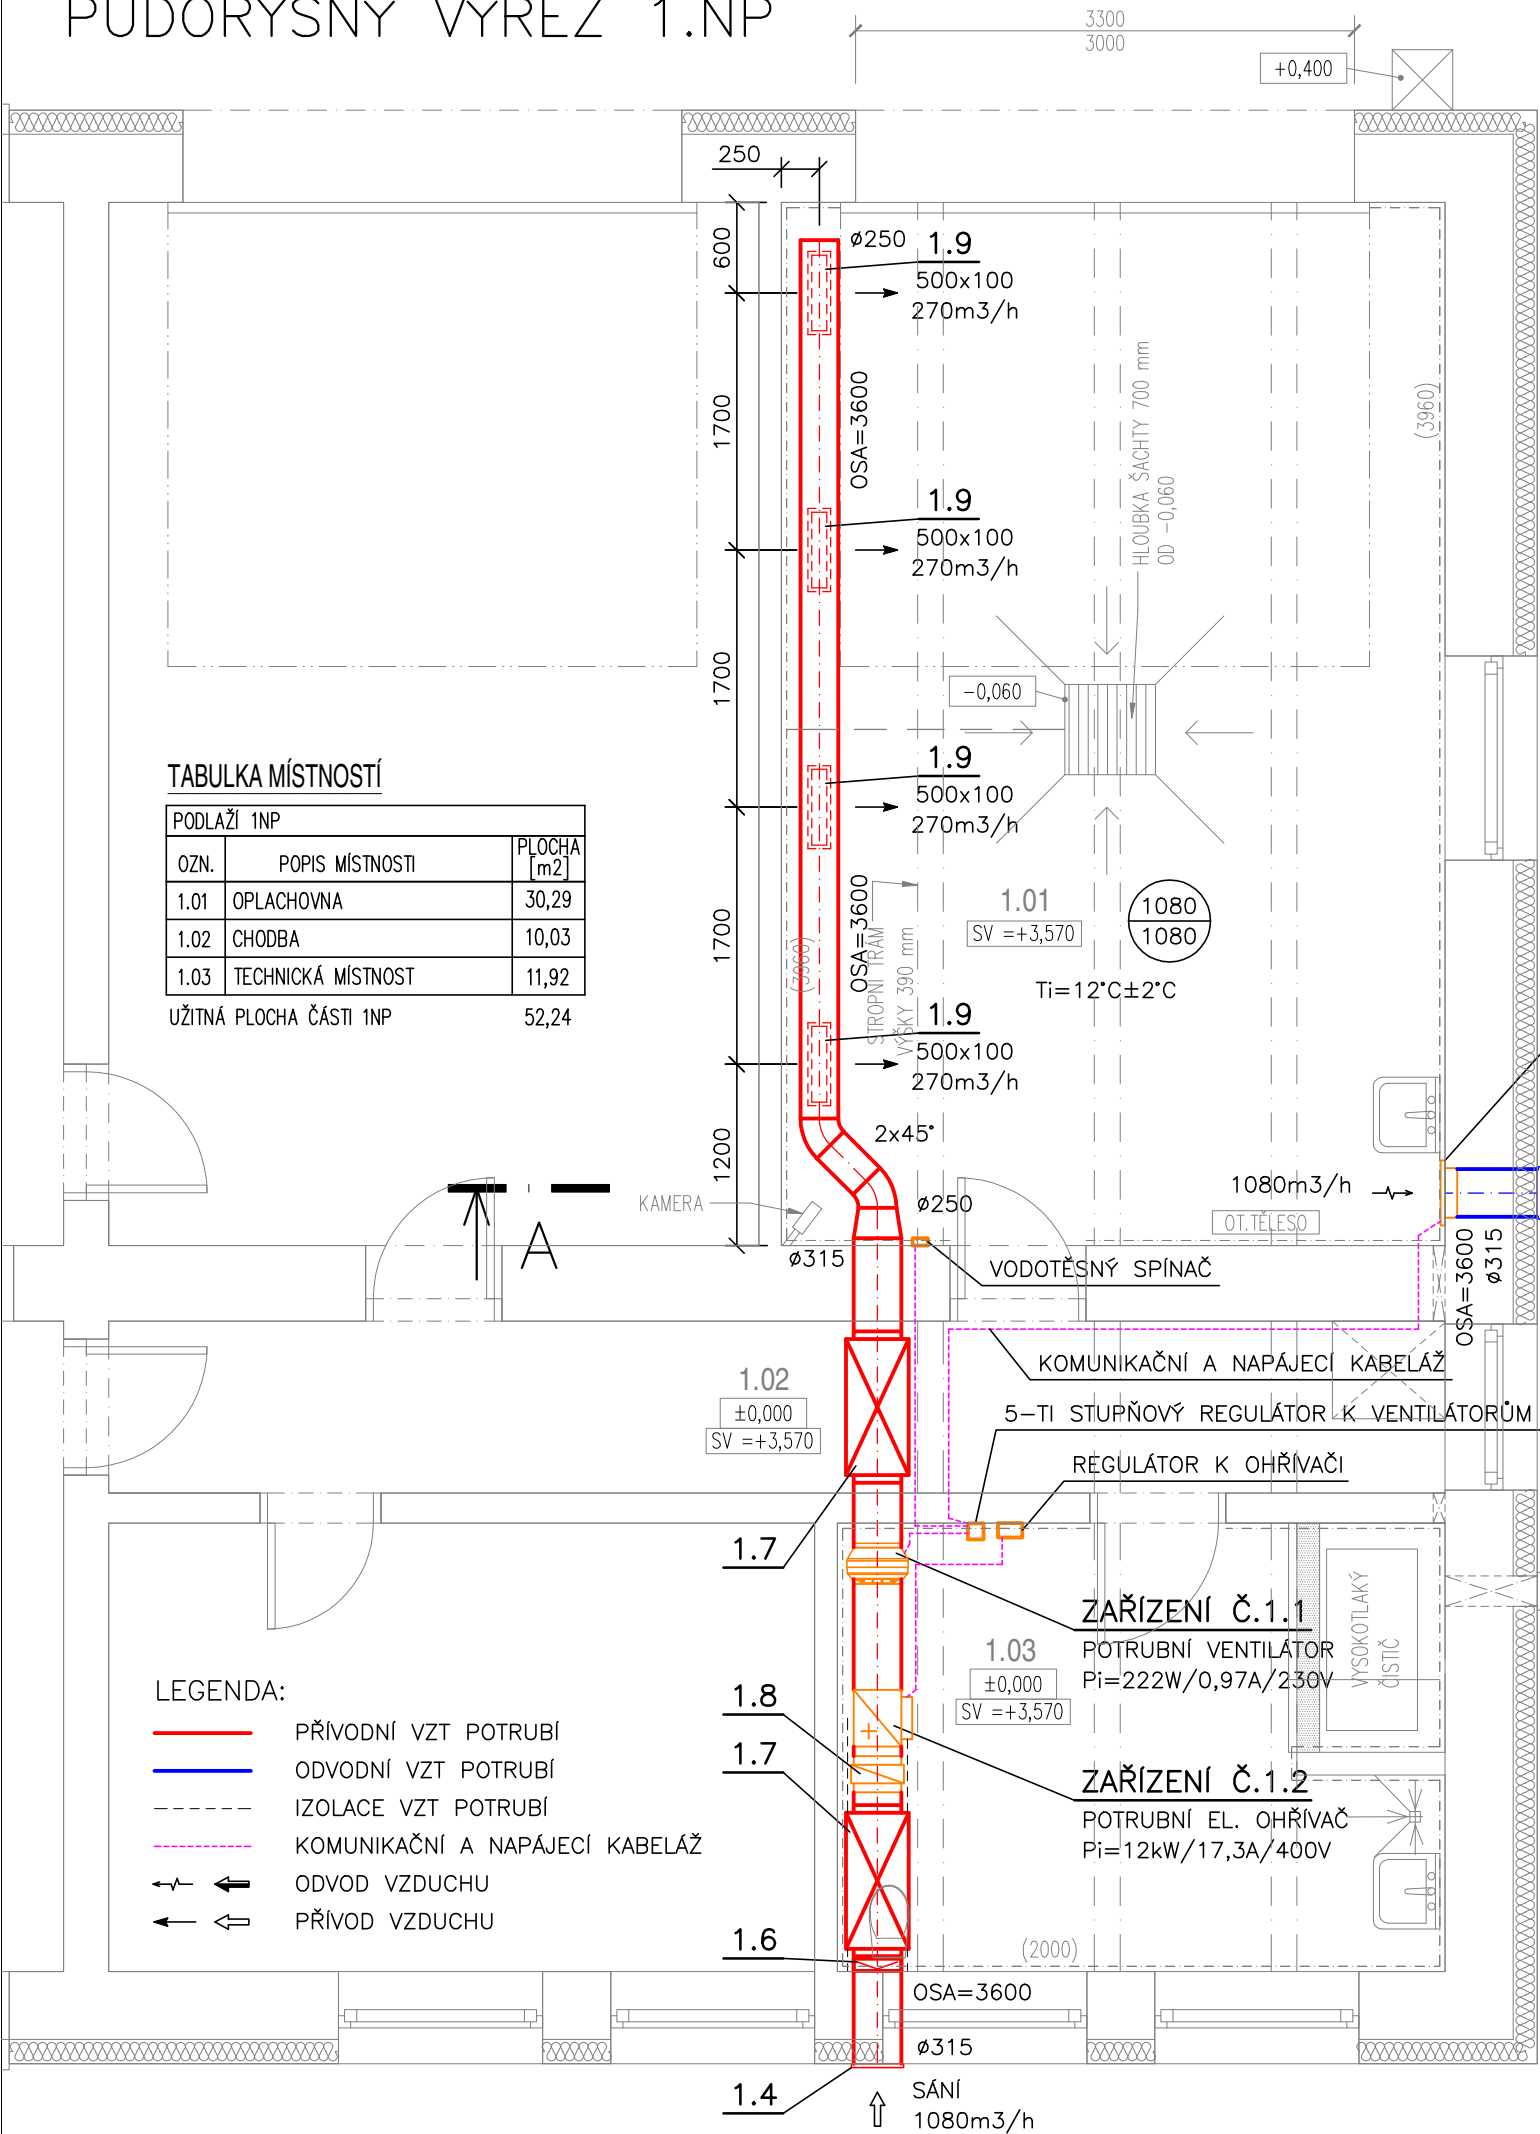 PŮDORYSNÝ VÝŘEZ 1.NP
3300
3000
+0,400
250
600
ø250
1.9
500x100
270m3/h
1700
OSA=3600
HLOUBKA ŠACHTY 700 mm
OD -0,060
(3960)
1.9
500x100
270m3/h
1700
-0,060
1.9
500x100
270m3/h
TABULKA MÍSTNOSTÍ
PODLAŽÍ 1NP
OZN. POPIS MÍSTNOSTI PLOCHA [m2]
1.01 OPLACHOVNA 30,29
1.02 CHODBA 10,03
1.03 TECHNICKÁ MÍSTNOST 11,92
UŽITNÁ PLOCHA ČÁSTI 1NP 52,24
1700
(3960)
OSA=3600
STROPNÍ TRÁM
VÝŠKY 390 mm
1.01
SV =+3,570
1080
1080
Ti=12°C±2°C
1.9
500x100
270m3/h
1200
2x45°
KAMERA
ø250
1080m3/h
OT.TĚLESO
A
ø315
VODOTĚSNÝ SPÍNAČ
OSA=3600
ø315
KOMUNIKAČNÍ A NAPÁJECÍ KABELÁŽ
1.02
±0,000
SV =+3,570
5-TI STUPŇOVÝ REGULÁTOR K VENTILÁTORŮM
REGULÁTOR K OHŘÍVAČI
1.7
ZAŘÍZENÍ Č.1.1
POTRUBNÍ VENTILÁTOR
Pi=222W/0,97A/230V
VYSOKOTLAKÝ
ČISTIČ
1.03
±0,000
SV =+3,570
1.8
1.7
ZAŘÍZENÍ Č.1.2
POTRUBNÍ EL. OHŘÍVAČ
Pi=12kW/17,3A/400V
LEGENDA:
PŘÍVODNÍ VZT POTRUBÍ
ODVODNÍ VZT POTRUBÍ
IZOLACE VZT POTRUBÍ
KOMUNIKAČNÍ A NAPÁJECÍ KABELÁŽ
ODVOD VZDUCHU
PŘÍVOD VZDUCHU
1.6
(2000)
OSA=3600
ø315
1.4
SÁNÍ
1080m3/h